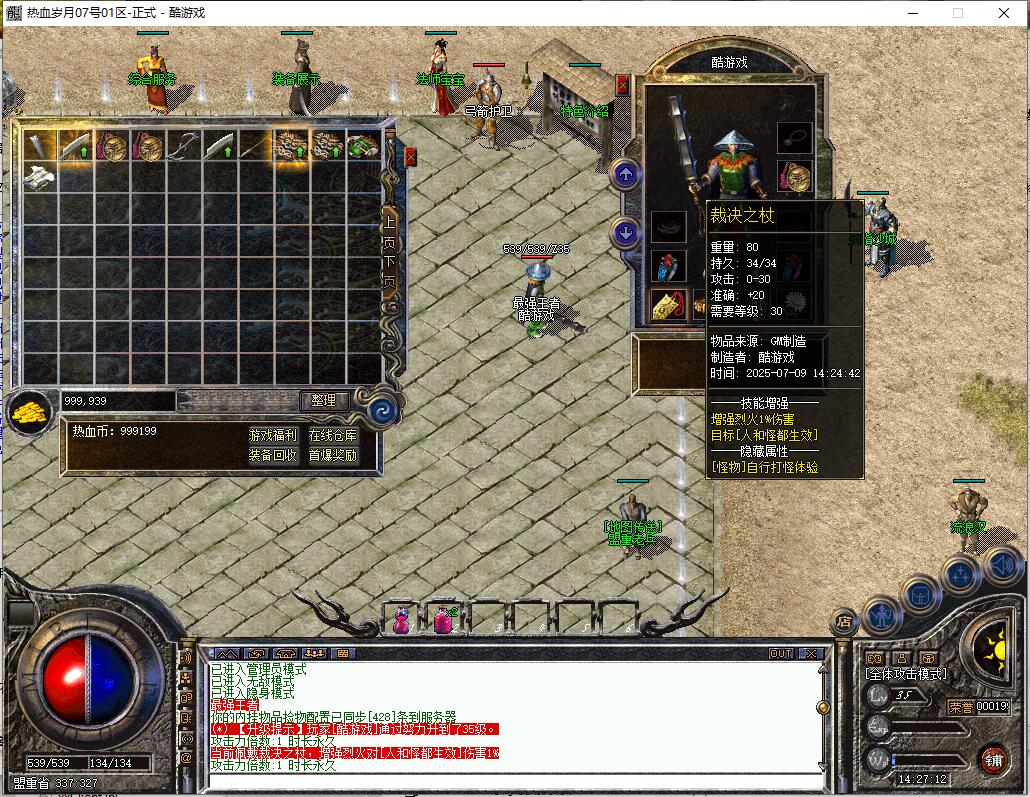 热血岁月07号01区-正式 - 酷游戏
综合服务
装备展示
法师宝宝
弓箭护卫
特色介绍
酷游戏
上页
下页
539/539/Z35
最强王者
酷游戏
裁决之杖
重量: 80
持久: 34/34
攻击: 0-30
准确: +20
需要等级: 30
物品来源: GM制造
制造者: 酷游戏
时间: 2025-07-09 14:24:42
技能增强
增强烈火1%伤害
目标[人和怪都生效]
隐藏属性
[怪物]自行打怪体验
999,939
整理
热血币: 999199
游戏福利
在线仓库
装备回收
首爆奖励
[地图传送]
盟重老兵
流浪汉
x2
店
OUT
已进入管理员模式
已进入无敌模式
已进入隐身模式
最强王者
你的内挂物品捡物配置已同步[428]条到服务器
(*) 【升级提示】玩家[酷游戏]通过努力升到了35级。
攻击力倍数:1 时长永久
当前佩戴裁决之杖：增强烈火对[人和怪都生效]伤害1%
攻击力倍数:1 时长永久
[全体攻击模式]
Lv 35
荣誉 00019
Exp
铺
14:27:12
539/539
134/134
盟重省 337:327